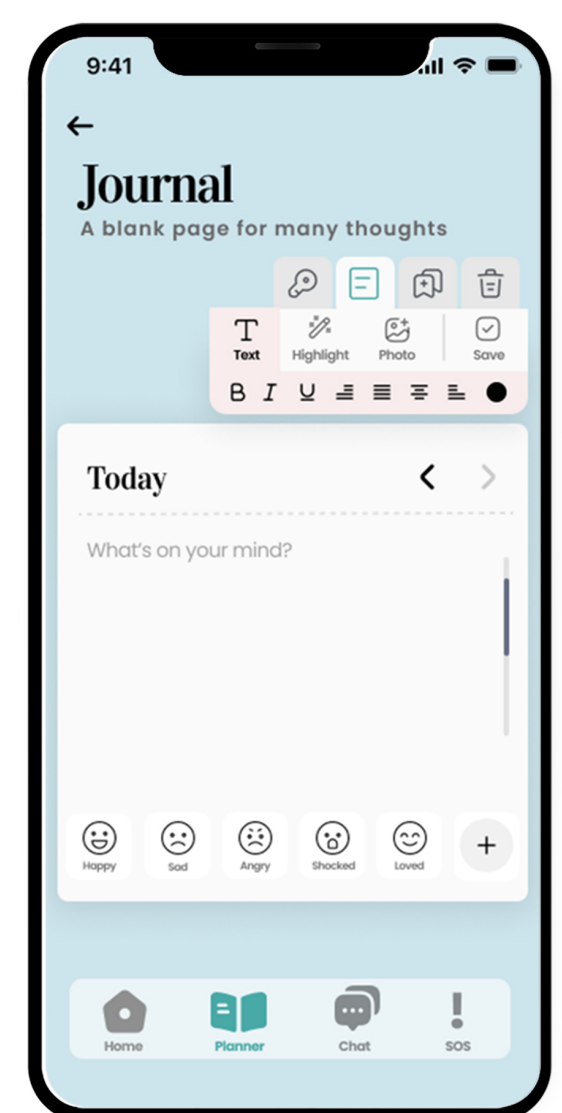 9:41
Journal
A blank page for many thoughts
Text Highlight Photo Save
B I U
Today
What's on your mind?
Happy Sad Angry Shocked Loved
Home Planner Chat SOS